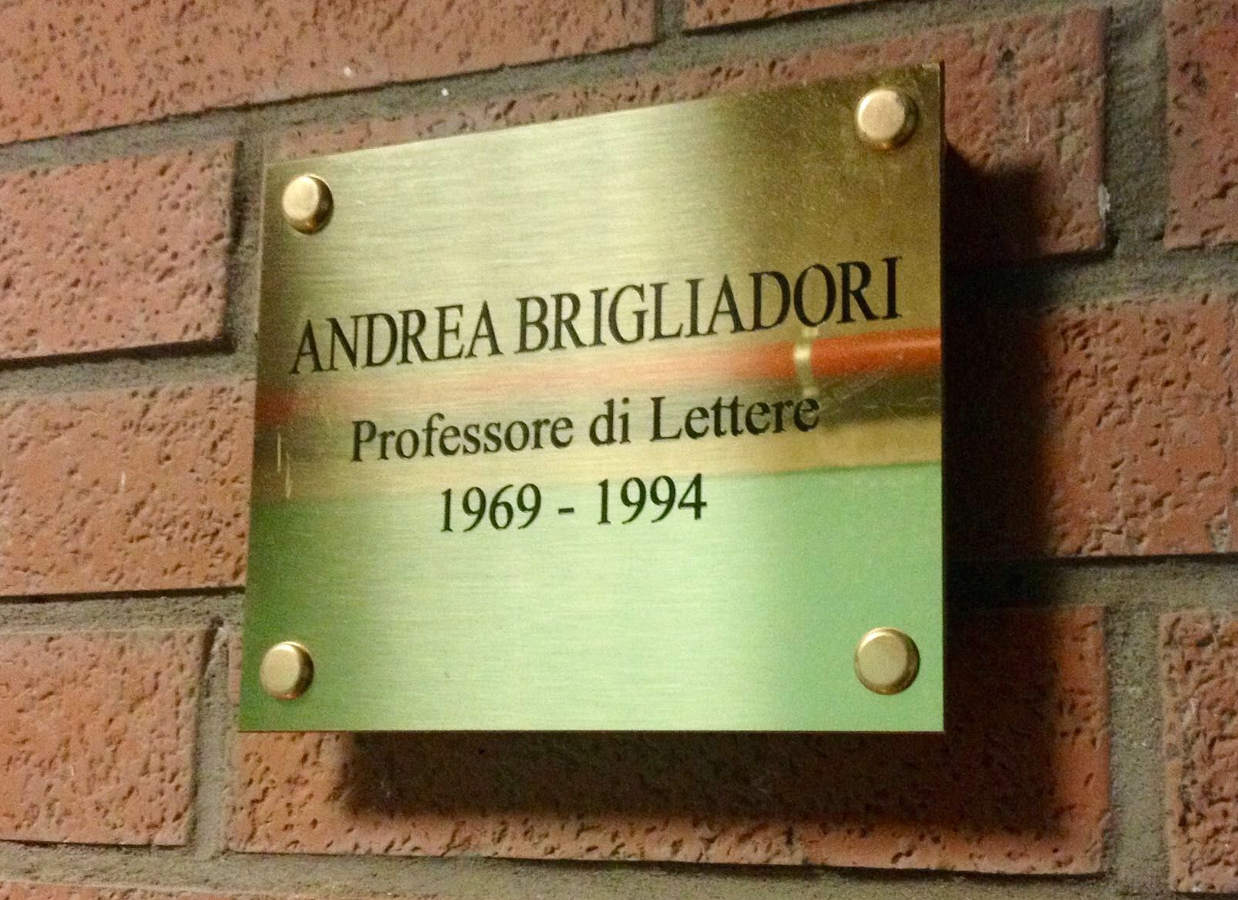 ANDREA BRIGLIADORI
Professore di Lettere
1969 - 1994